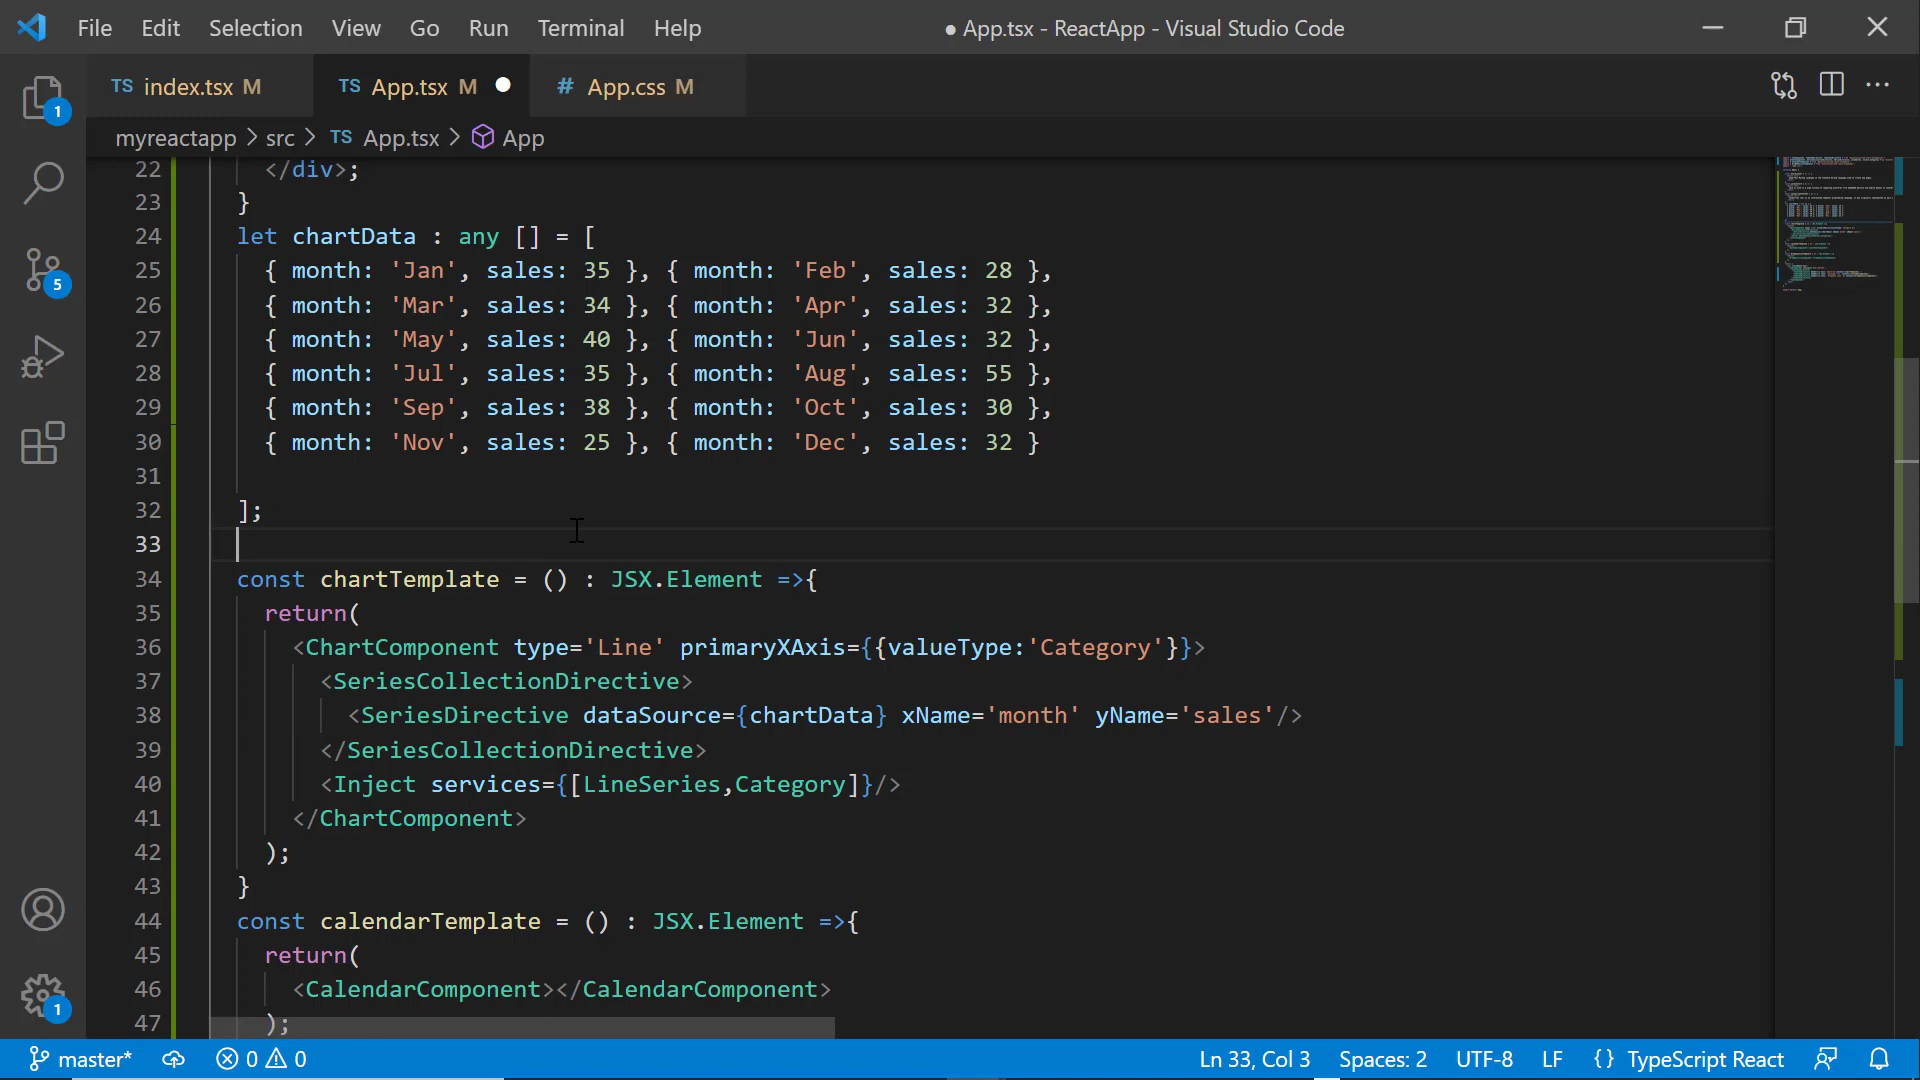 File Edit Selection View Go Run Terminal Help ● App.tsx - ReactApp - Visual Studio Code
TS index.tsx M TS App.tsx M # App.css M
myreactapp > src > TS App.tsx > App
22 </div>;
23 }
24 let chartData : any [] = [
25 { month: 'Jan', sales: 35 }, { month: 'Feb', sales: 28 },
26 { month: 'Mar', sales: 34 }, { month: 'Apr', sales: 32 },
27 { month: 'May', sales: 40 }, { month: 'Jun', sales: 32 },
28 { month: 'Jul', sales: 35 }, { month: 'Aug', sales: 55 },
29 { month: 'Sep', sales: 38 }, { month: 'Oct', sales: 30 },
30 { month: 'Nov', sales: 25 }, { month: 'Dec', sales: 32 }
31
32 ];
33
34 const chartTemplate = () : JSX.Element =>{
35 return(
36 <ChartComponent type='Line' primaryXAxis={{valueType:'Category'}}>
37 <SeriesCollectionDirective>
38 <SeriesDirective dataSource={chartData} xName='month' yName='sales'/>
39 </SeriesCollectionDirective>
40 <Inject services={[LineSeries,Category]}/>
41 </ChartComponent>
42 );
43 }
44 const calendarTemplate = () : JSX.Element =>{
45 return(
46 <CalendarComponent></CalendarComponent>
47 );
1
5
1
master* 0 0 Ln 33, Col 3 Spaces: 2 UTF-8 LF {} TypeScript React